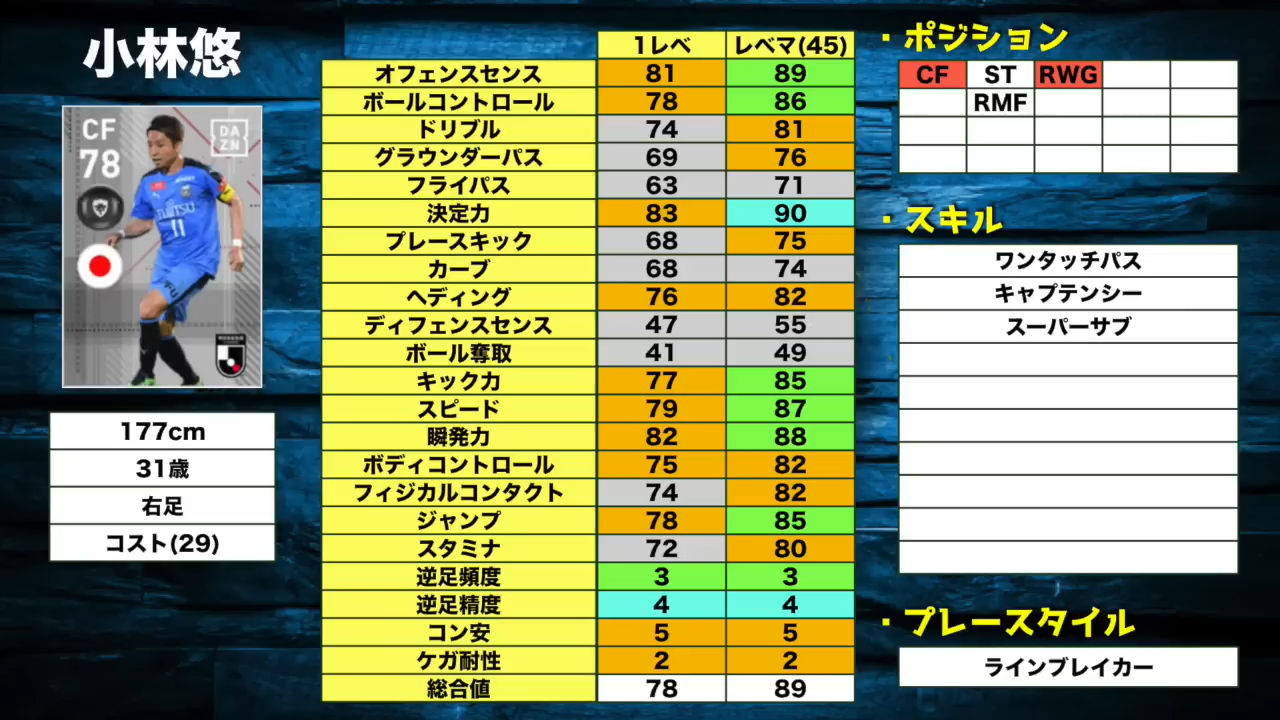 小林悠
CF
78
DA
ZN
FUJITSU
11
177cm
31歳
右足
コスト(29)
1レベ レベマ(45)
オフェンスセンス 81 89
ボールコントロール 78 86
ドリブル 74 81
グラウンダーパス 69 76
フライパス 63 71
決定力 83 90
プレースキック 68 75
カーブ 68 74
ヘディング 76 82
ディフェンスセンス 47 55
ボール奪取 41 49
キック力 77 85
スピード 79 87
瞬発力 82 88
ボディコントロール 75 82
フィジカルコンタクト 74 82
ジャンプ 78 85
スタミナ 72 80
逆足頻度 3 3
逆足精度 4 4
コン安 5 5
ケガ耐性 2 2
総合値 78 89
・ポジション
CF ST RWG
RMF
・スキル
ワンタッチパス
キャプテンシー
スーパーサブ
・プレースタイル
ラインブレイカー